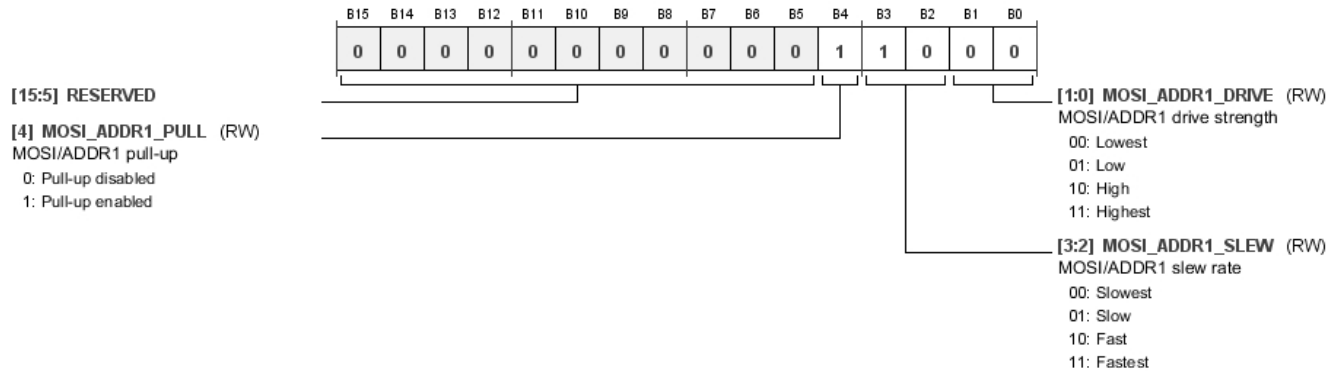 B15 B14 B13 B12 B11 B10 B9 B8 B7 B6 B5 B4 B3 B2 B1 B0
0 0 0 0 0 0 0 0 0 0 0 1 1 0 0 0
[15:5] RESERVED
[4] MOSI_ADDR1_PULL (RW)
MOSI/ADDR1 pull-up
0: Pull-up disabled
1: Pull-up enabled
[1:0] MOSI_ADDR1_DRIVE (RW)
MOSI/ADDR1 drive strength
00: Lowest
01: Low
10: High
11: Highest
[3:2] MOSI_ADDR1_SLEW (RW)
MOSI/ADDR1 slew rate
00: Slowest
01: Slow
10: Fast
11: Fastest